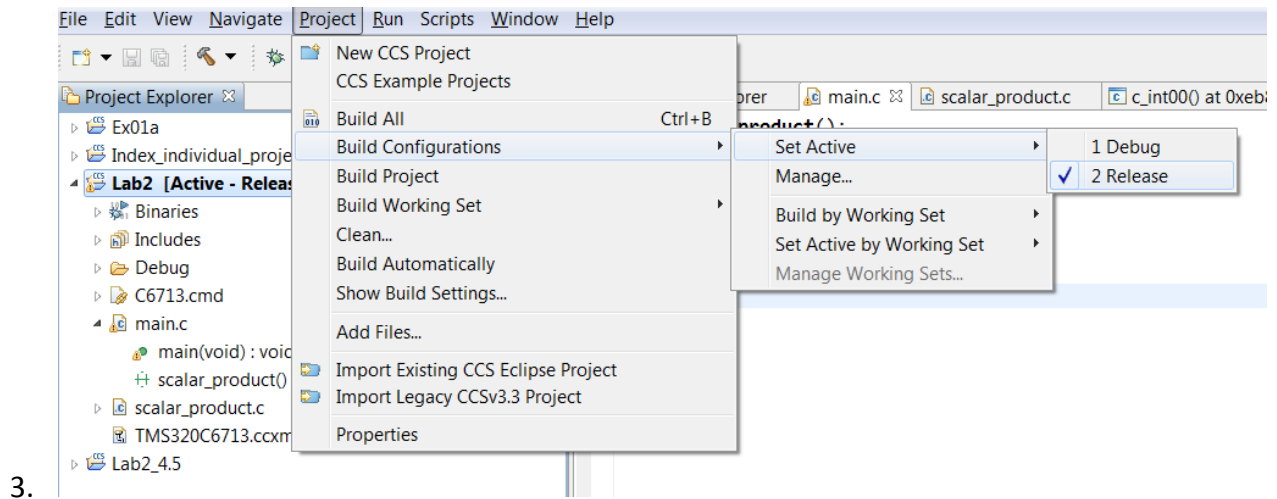 File Edit View Navigate Project Run Scripts Window Help
New CCS Project
CCS Example Projects
Build All Ctrl+B
Build Configurations
Build Project
Build Working Set
Clean...
Build Automatically
Show Build Settings...
Add Files...
Import Existing CCS Eclipse Project
Import Legacy CCSv3.3 Project
Properties
Set Active
Manage...
Build by Working Set
Set Active by Working Set
Manage Working Sets...
1 Debug
2 Release
Project Explorer
Ex01a
Index_individual_proje
Lab2 [Active - Releas
Binaries
Includes
Debug
C6713.cmd
main.c
main(void) : voic
scalar_product()
scalar_product.c
TMS320C6713.ccxm
Lab2_4.5
orer main.c scalar_product.c c_int00() at 0xeb8
product();
3.